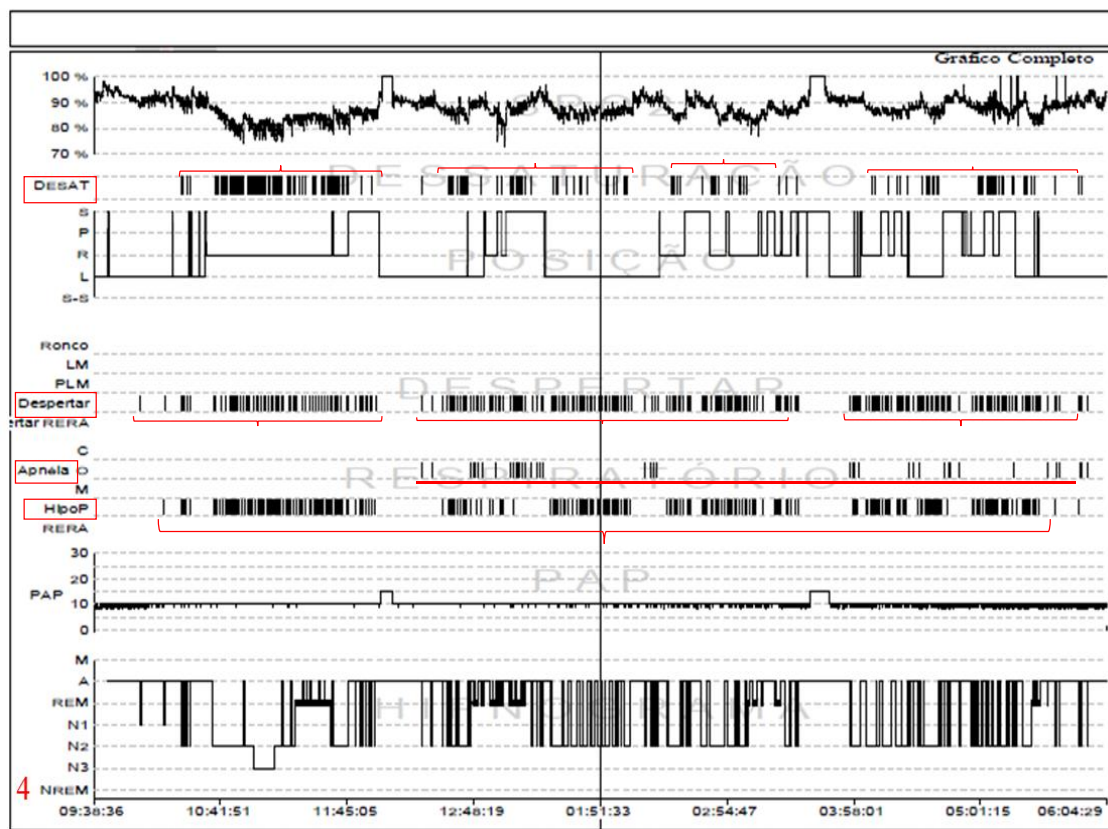 Gráfico Completo
100 %
90 %
80 %
70 %
SPO2
DESSATURAÇÃO
DESAT
S
P
R
L
S-S
POSIÇÃO
Ronco
LM
PLM
Despertar
ertar RERA
DESPERTAR
C
Apnéia O
M
HipoP
RERA
RESPIRATÓRIO
30
20
PAP 10
0
PAP
M
A
REM
N1
N2
N3
NREM
HIPNOGRAMA
4
09:38:36 10:41:51 11:45:05 12:48:19 01:51:33 02:54:47 03:58:01 05:01:15 06:04:29